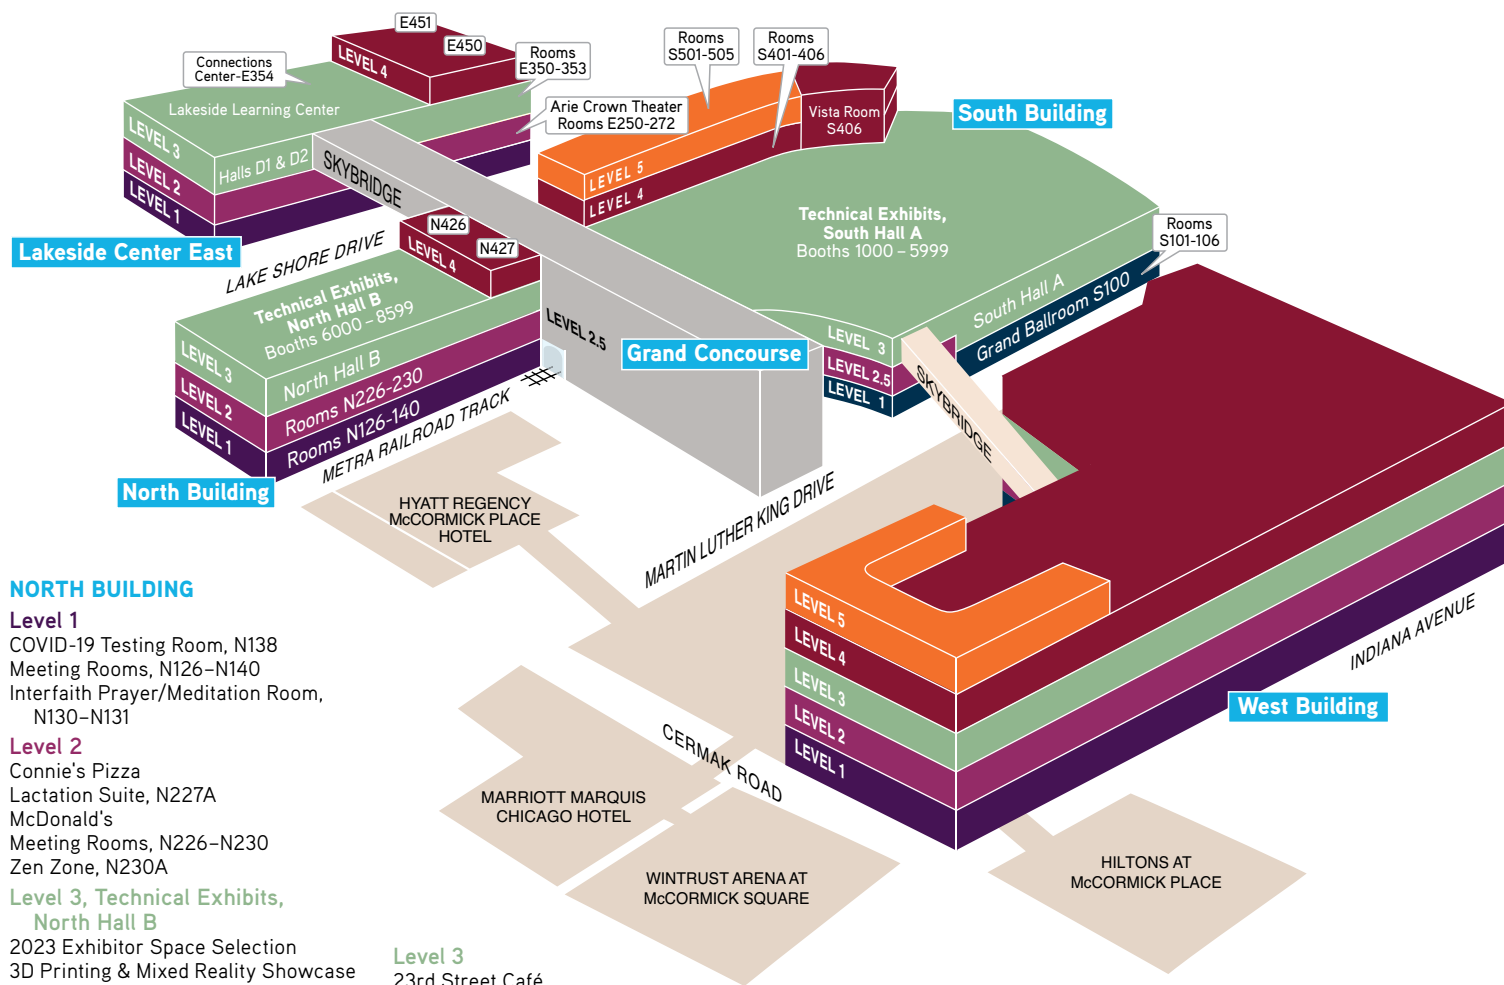 E451
E450
LEVEL 4
Connections
Center-E354
Rooms
E350-353
Lakeside Learning Center
Arie Crown Theater
Rooms E250-272
LEVEL 3
Halls D1 & D2
LEVEL 2
LEVEL 1
Lakeside Center East
SKYBRIDGE
LAKE SHORE DRIVE
Rooms
S501-505
Rooms
S401-406
Vista Room
S406
South Building
LEVEL 5
LEVEL 4
Technical Exhibits,
South Hall A
Booths 1000 – 5999
Rooms
S101-106
South Hall A
Grand Ballroom S100
LEVEL 3
LEVEL 2.5
LEVEL 1
N426
N427
LEVEL 4
Technical Exhibits,
North Hall B
Booths 6000 – 8599
LEVEL 3
North Hall B
LEVEL 2
Rooms N226-230
LEVEL 1
Rooms N126-140
METRA RAILROAD TRACK
North Building
LEVEL 2.5
Grand Concourse
SKYBRIDGE
HYATT REGENCY
McCORMICK PLACE
HOTEL
MARTIN LUTHER KING DRIVE
LEVEL 5
LEVEL 4
LEVEL 3
LEVEL 2
LEVEL 1
INDIANA AVENUE
West Building
CERMAK ROAD
MARRIOTT MARQUIS
CHICAGO HOTEL
WINTRUST ARENA AT
McCORMICK SQUARE
HILTONS AT
McCORMICK PLACE
NORTH BUILDING
Level 1
COVID-19 Testing Room, N138
Meeting Rooms, N126–N140
Interfaith Prayer/Meditation Room,
N130–N131
Level 2
Connie's Pizza
Lactation Suite, N227A
McDonald's
Meeting Rooms, N226–N230
Zen Zone, N230A
Level 3, Technical Exhibits,
North Hall B
2023 Exhibitor Space Selection
3D Printing & Mixed Reality Showcase
Level 3
23rd Street Café